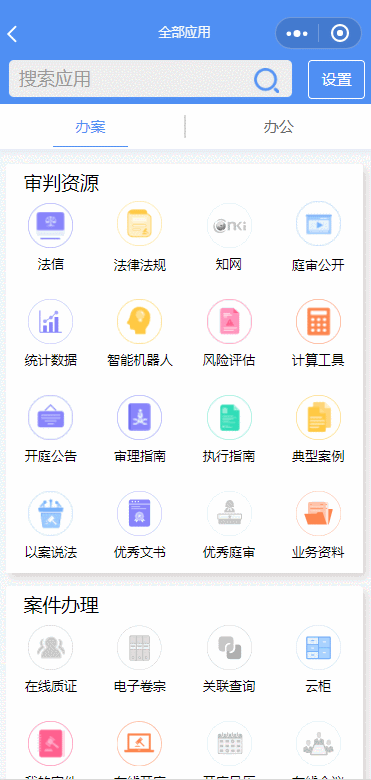 全部应用
搜索应用 设置
办案 办公
审判资源
法信 法律法规 知网 庭审公开
统计数据 智能机器人 风险评估 计算工具
开庭公告 审理指南 执行指南 典型案例
以案说法 优秀文书 优秀庭审 业务资料
案件办理
在线质证 电子卷宗 关联查询 云柜